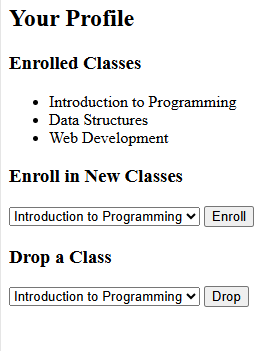 Your Profile
Enrolled Classes
Introduction to Programming
Data Structures
Web Development
Enroll in New Classes
Introduction to Programming Enroll
Drop a Class
Introduction to Programming Drop